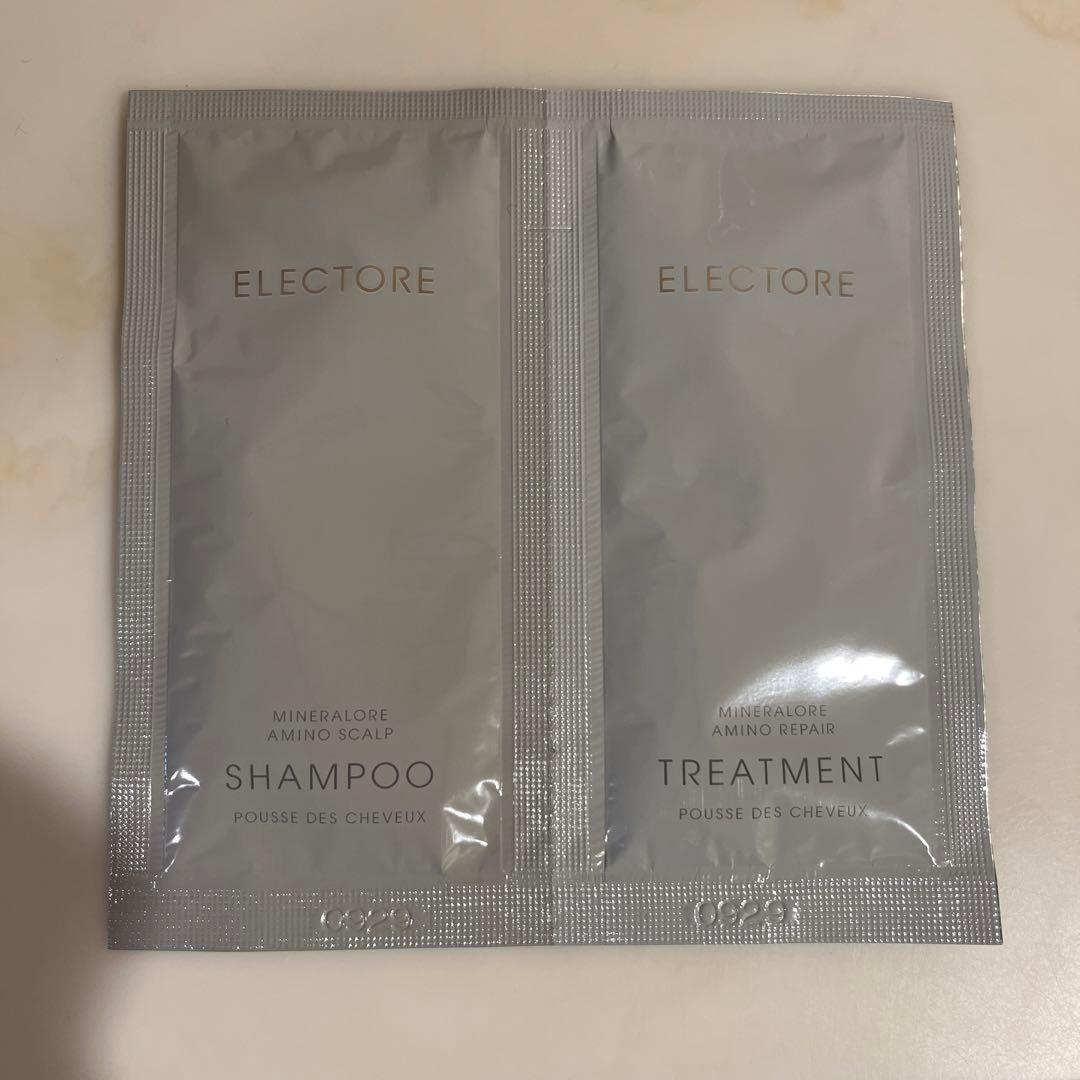 ELECTORE
MINERALORE
AMINO SCALP
SHAMPOO
POUSSE DES CHEVEUX
0929
ELECTORE
MINERALORE
AMINO REPAIR
TREATMENT
POUSSE DES CHEVEUX
0929